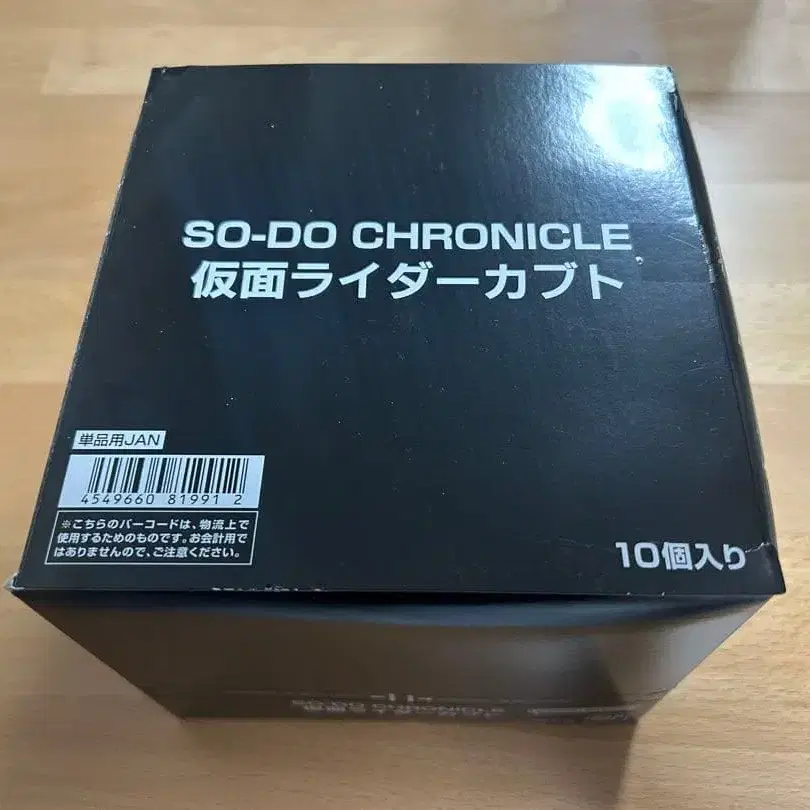 SO-DO CHRONICLE
仮面ライダーカブト
単品用JAN
4549660 81991 2
※こちらのバーコードは、物流上で
使用するためのものです。お会計用で
はありませんので、ご注意ください。
10個入り